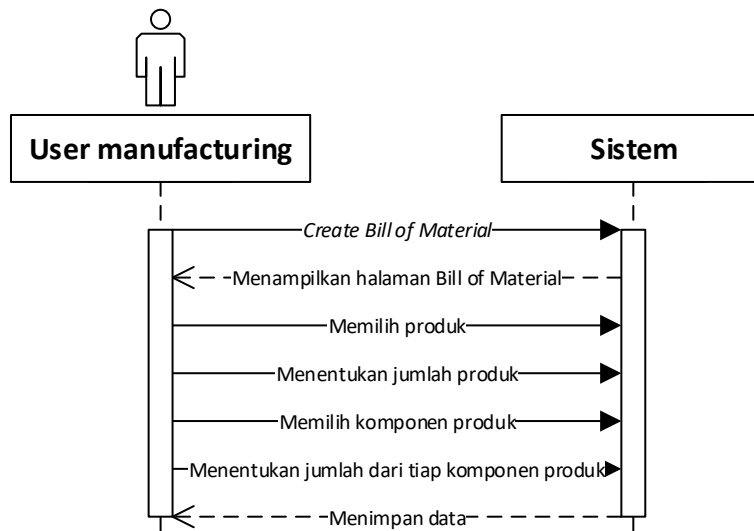 User manufacturing
Sistem
Create Bill of Material
Menampilkan halaman Bill of Material
Memilih produk
Menentukan jumlah produk
Memilih komponen produk
Menentukan jumlah dari tiap komponen produk
Menimpan data